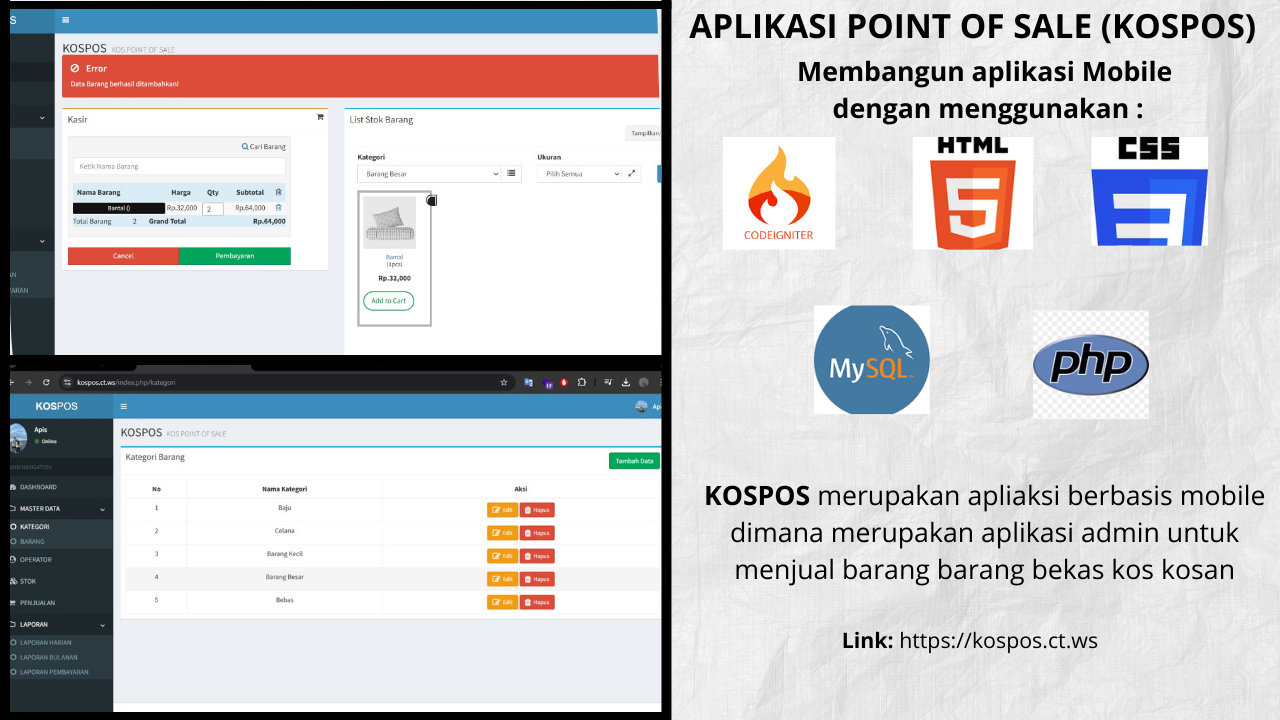 S
KOSPOS KOS POINT OF SALE
Error
Data Barang berhasil ditambahkan!
Kasir
Cari Barang
Ketik Nama Barang
Nama Barang Harga Qty Subtotal
Bantal () Rp.32,000 2 Rp.64,000
Total Barang 2 Grand Total Rp.64,000
Cancel Pembayaran
List Stok Barang
Tampilkan
Kategori Ukuran
Barang Besar Pilih Semua
Bantal
(1pcs)
Rp.32,000
Add to Cart
AN
ARAN
kospos.ct.ws/index.php/kategori
17
KOSPOS
Api
Apis
Online
MAIN NAVIGATION
DASHBOARD
MASTER DATA
KATEGORI
BARANG
OPERATOR
STOK
PENJUALAN
LAPORAN
LAPORAN HARIAN
LAPORAN BULANAN
LAPORAN PEMBAYARAN
KOSPOS KOS POINT OF SALE
Kategori Barang
Tambah Data
No Nama Kategori Aksi
1 Baju Edit Hapus
2 Celana Edit Hapus
3 Barang Kecil Edit Hapus
4 Barang Besar Edit Hapus
5 Bebas Edit Hapus
APLIKASI POINT OF SALE (KOSPOS)
Membangun aplikasi Mobile
dengan menggunakan :
CODEIGNITER
HTML
5
CSS
3
MySQL
php
KOSPOS merupakan apliaksi berbasis mobile
dimana merupakan aplikasi admin untuk
menjual barang barang bekas kos kosan
Link: https://kospos.ct.ws